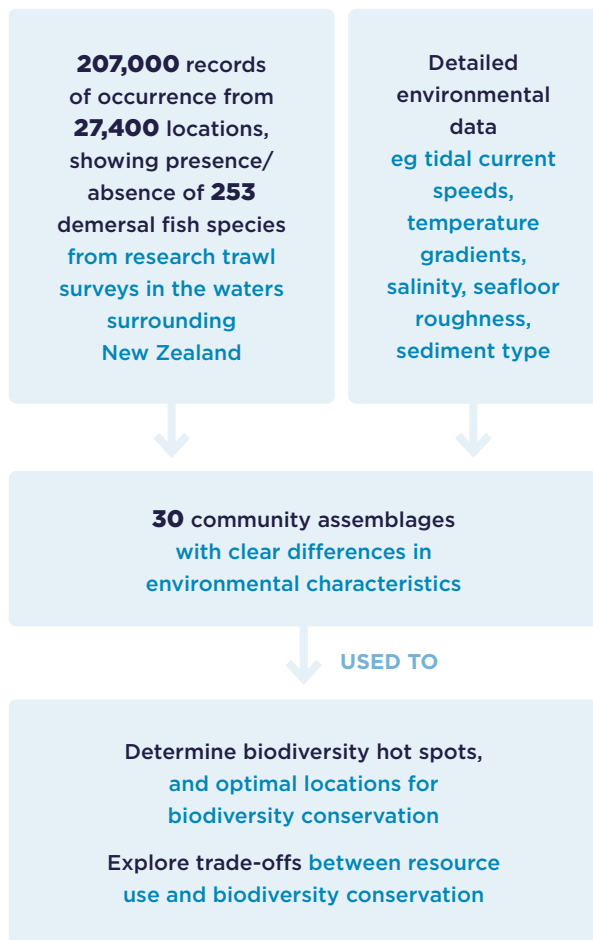 207,000 records
of occurrence from
27,400 locations,
showing presence/
absence of 253
demersal fish species
from research trawl
surveys in the waters
surrounding
New Zealand
Detailed
environmental
data
eg tidal current
speeds,
temperature
gradients,
salinity, seafloor
roughness,
sediment type
30 community assemblages
with clear differences in
environmental characteristics
USED TO
Determine biodiversity hot spots,
and optimal locations for
biodiversity conservation
Explore trade-offs between resource
use and biodiversity conservation